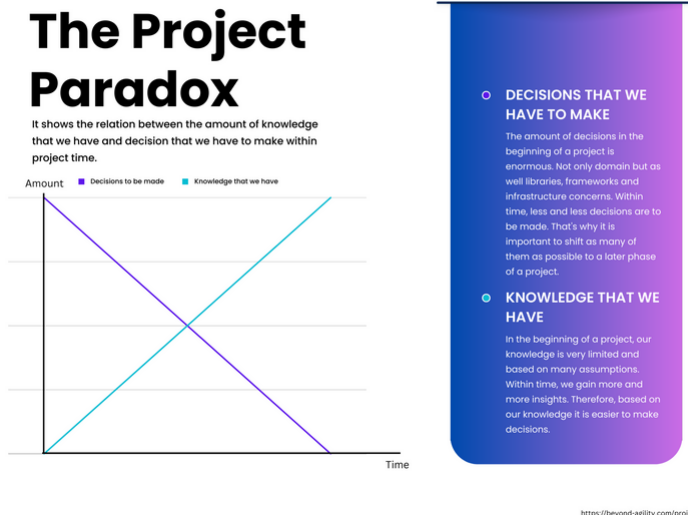 The Project
Paradox
It shows the relation between the amount of knowledge
that we have and decision that we have to make within
project time.
Amount
Decisions to be made
Knowledge that we have
Time
DECISIONS THAT WE
HAVE TO MAKE
The amount of decisions in the
beginning of a project is
enormous. Not only domain but as
well libraries, frameworks and
infrastructure concerns. Within
time, less and less decisions are to
be made. That's why it is
important to shift as many of
them as possible to a later phase
of a project.
KNOWLEDGE THAT WE
HAVE
In the beginning of a project, our
knowledge is very limited and
based on many assumptions.
Within time, we gain more and
more insights. Therefore, based on
our knowledge it is easier to make
decisions.
https://beyond-agility.com/proj